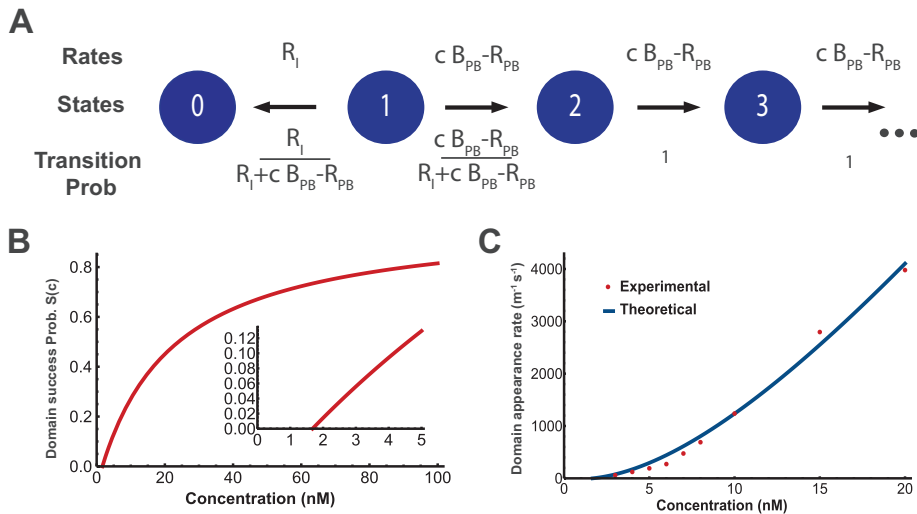 A
Rates
R_I
c B_PB-R_PB
c B_PB-R_PB
c B_PB-R_PB
States
0
1
2
3
•••
Transition
Prob
R_I
R_I+c B_PB-R_PB
c B_PB-R_PB
R_I+c B_PB-R_PB
1
1
B
Domain success Prob. S(c)
0.8
0.6
0.4
0.2
0.0
0
20
40
60
80
100
Concentration (nM)
0.12
0.10
0.08
0.06
0.04
0.02
0.00
0
1
2
3
4
5
C
Domain appearance rate (m⁻¹ s⁻¹)
4000
3000
2000
1000
0
0
5
10
15
20
Concentration (nM)
Experimental
Theoretical